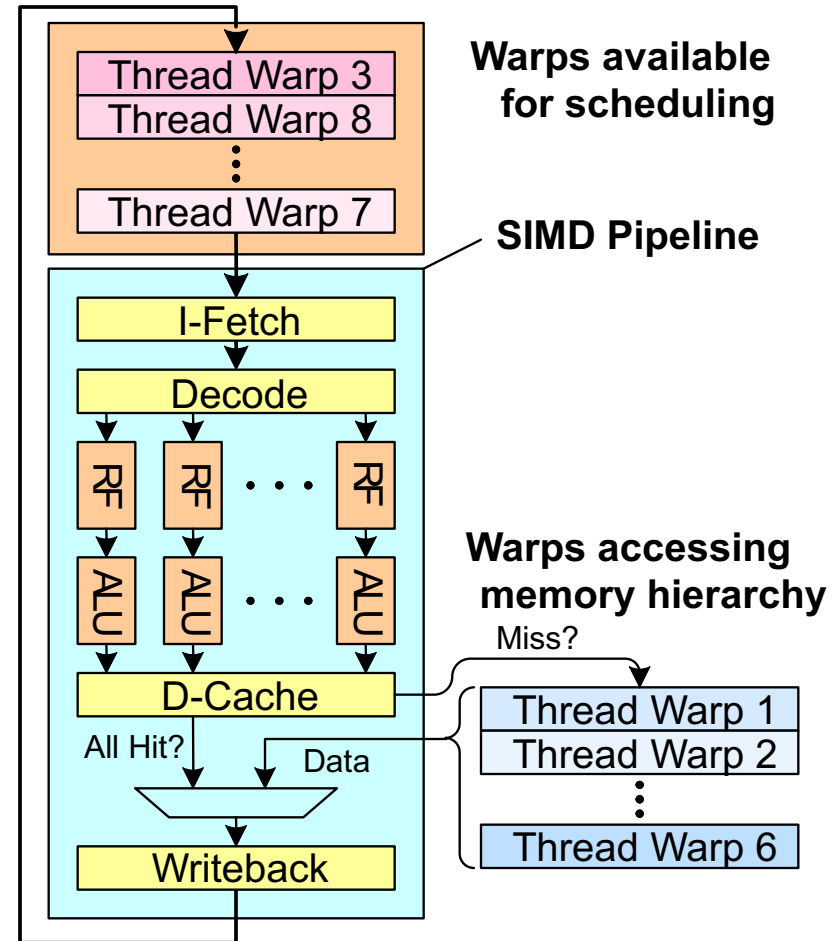 Thread Warp 3
Thread Warp 8
Thread Warp 7
Warps available
for scheduling
SIMD Pipeline
I-Fetch
Decode
RF
RF
RF
ALU
ALU
ALU
Warps accessing
memory hierarchy
Miss?
D-Cache
All Hit?
Data
Thread Warp 1
Thread Warp 2
Thread Warp 6
Writeback